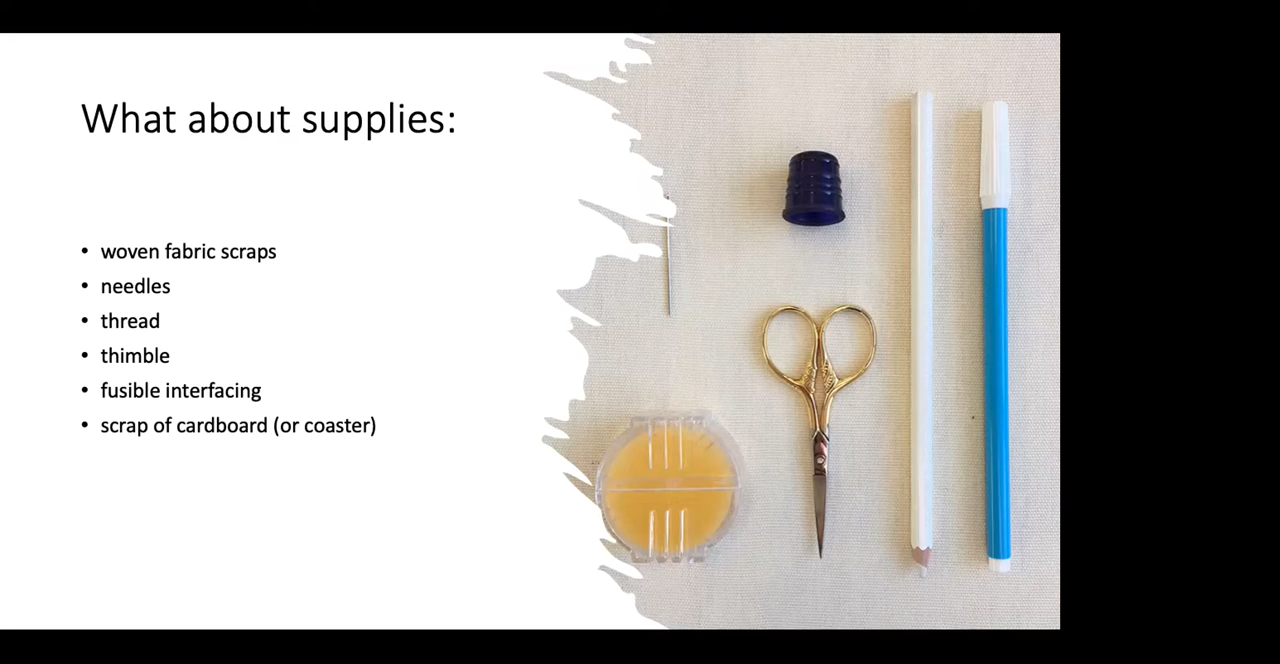 What about supplies:
• woven fabric scraps
• needles
• thread
• thimble
• fusible interfacing
• scrap of cardboard (or coaster)